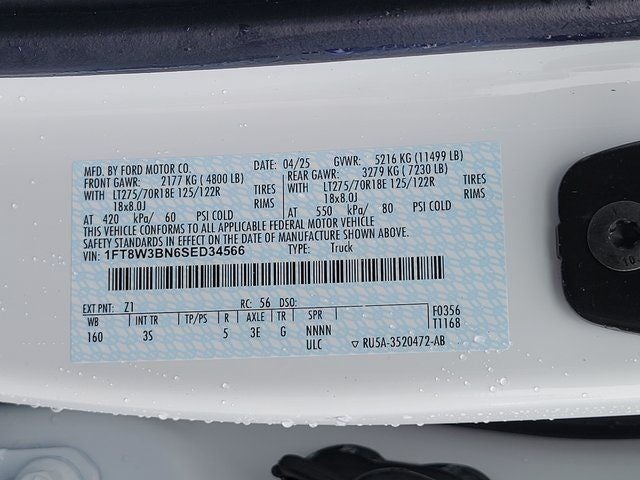 MFD. BY FORD MOTOR CO. DATE: 04/25 GVWR: 5216 KG (11499 LB)
FRONT GAWR: 2177 KG ( 4800 LB) REAR GAWR: 3279 KG ( 7230 LB)
WITH LT275/70R18E 125/122R TIRES WITH LT275/70R18E 125/122R TIRES
18x8.0J RIMS 18x8.0J RIMS
AT 420 kPa/ 60 PSI COLD AT 550 kPa/ 80 PSI COLD
THIS VEHICLE CONFORMS TO ALL APPLICABLE FEDERAL MOTOR VEHICLE
SAFETY STANDARDS IN EFFECT ON THE DATE OF MANUFACTURE SHOWN ABOVE.
VIN: 1FT8W3BN6SED34566 TYPE: Truck
EXT PNT: Z1 RC: 56 DSO:
WB INT TR TP/PS R AXLE TR SPR F0356
160 3S 5 3E G NNNN T1168
ULC ▽ RU5A-3520472-AB